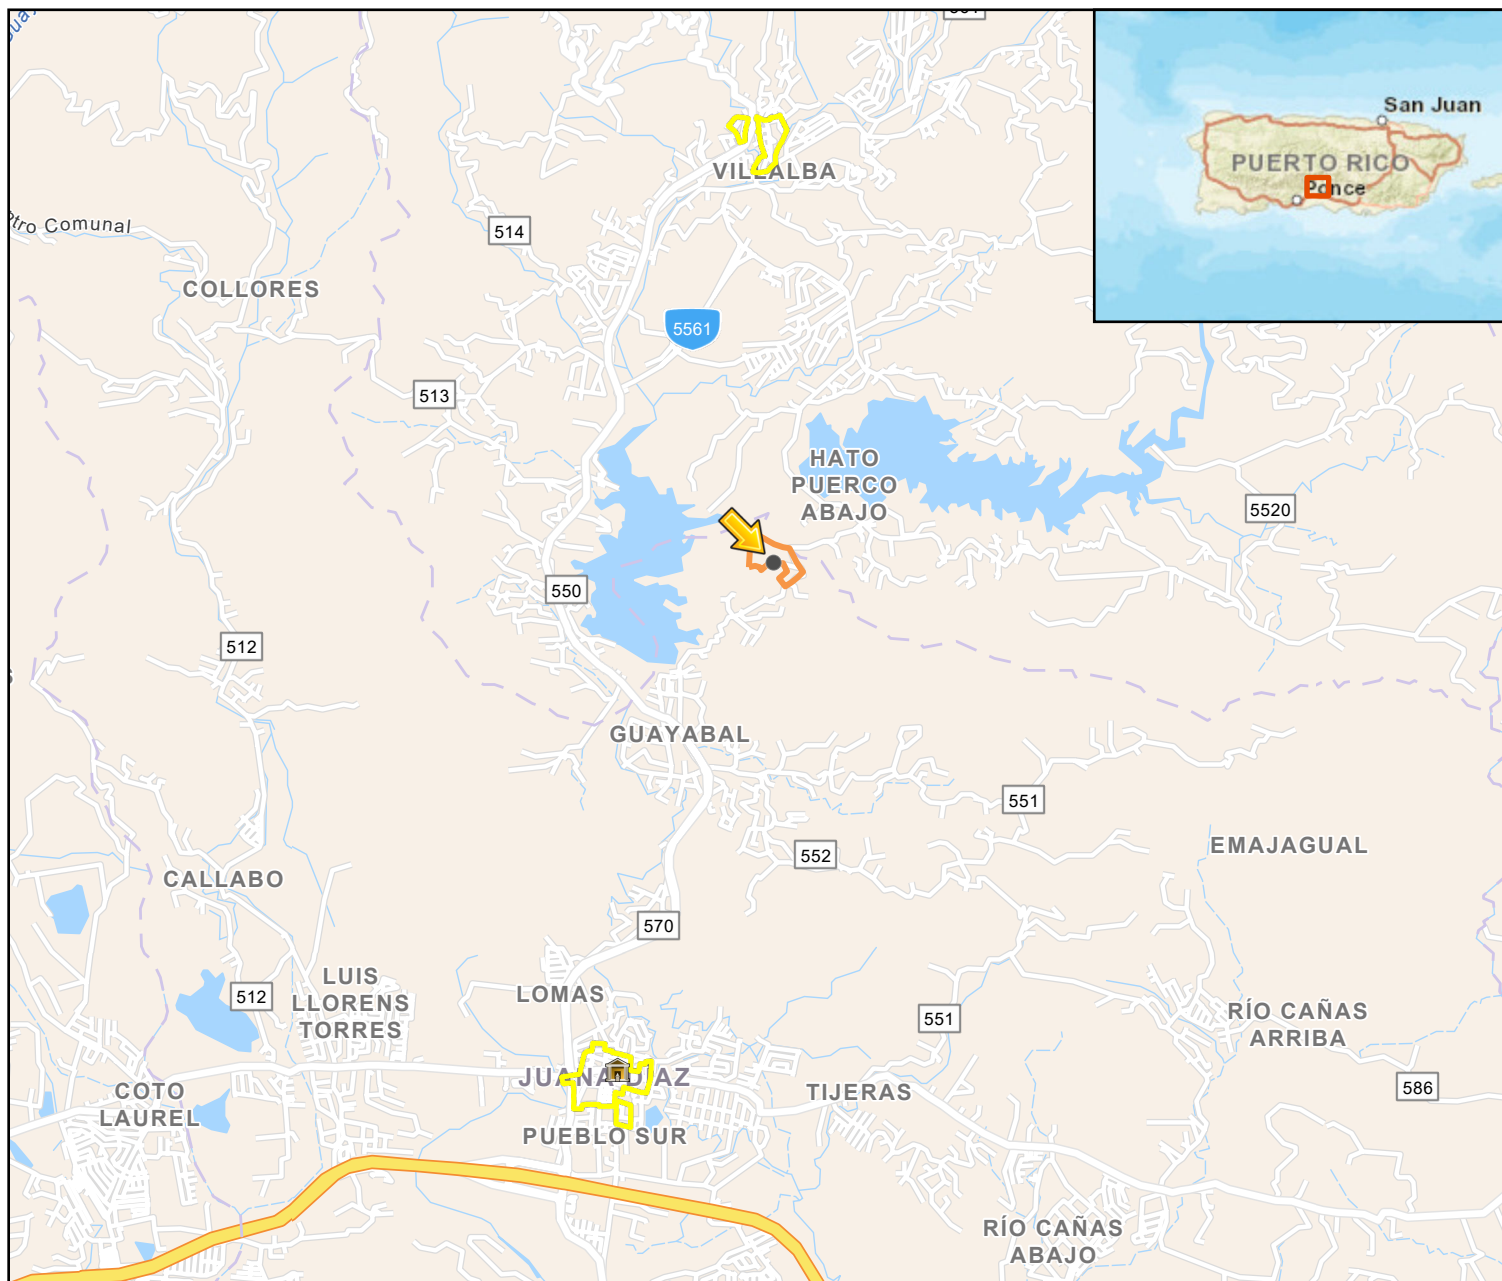 San Juan
PUERTO RICO
Ponce
VILLALBA
514
COLLORES
5561
513
HATO
PUERCO
ABAJO
5520
550
512
GUAYABAL
551
552
EMAJAGUAL
CALLABO
570
LUIS
LLORENS
TORRES
512
LOMAS
551
RÍO CAÑAS
ARRIBA
JUANA DÍAZ
COTO
LAUREL
TIJERAS
586
PUEBLO SUR
RÍO CAÑAS
ABAJO
Comunal